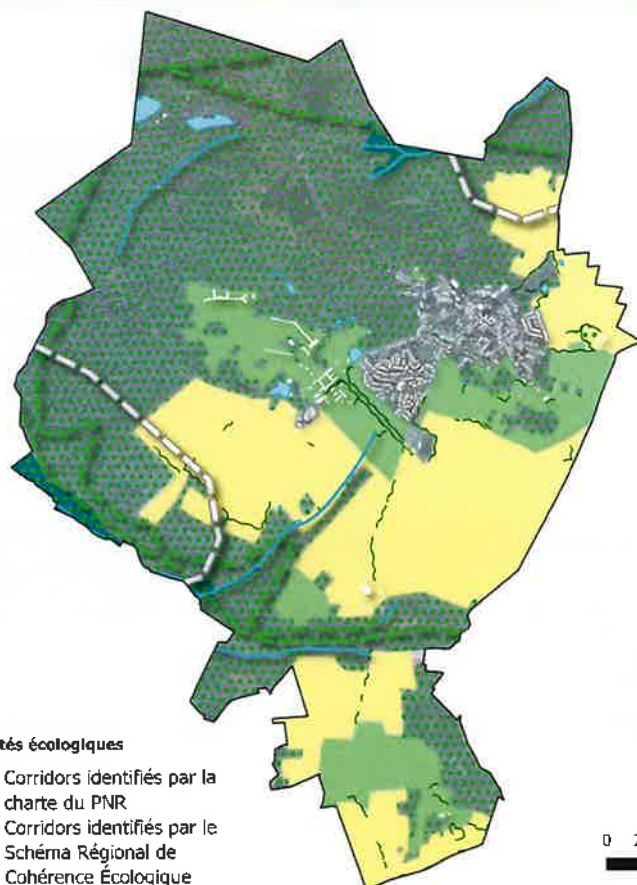 tés écologiques
Corridors identifiés par la
charte du PNR
Corridors identifiés par le
Schéma Régional de
Cohérence Écologique
0 2